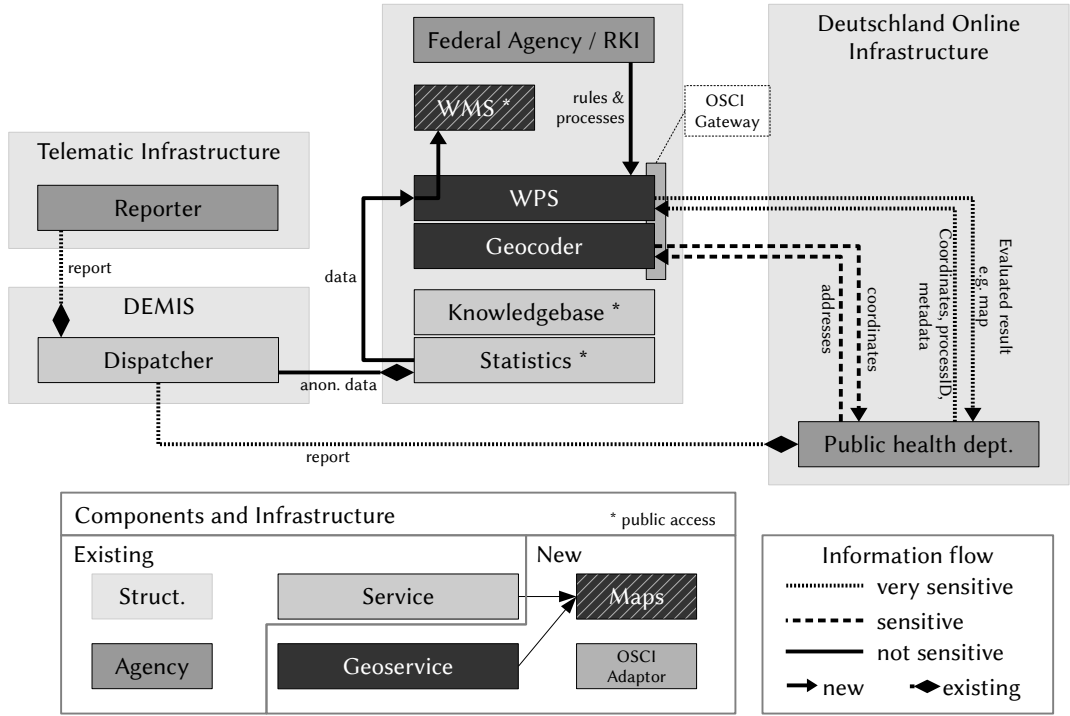 Federal Agency / RKI
Deutschland Online
Infrastructure
WMS *
rules &
processes
OSCI
Gateway
Telematic Infrastructure
Reporter
WPS
Geocoder
report
data
addresses
coordinates
Coordinates, processID,
metadata
Evaluated result
e.g. map
DEMIS
Knowledgebase *
Dispatcher
Statistics *
anon. data
report
Public health dept.
Components and Infrastructure
* public access
Existing
New
Struct.
Service
Maps
Agency
Geoservice
OSCI
Adaptor
Information flow
very sensitive
sensitive
not sensitive
new
existing